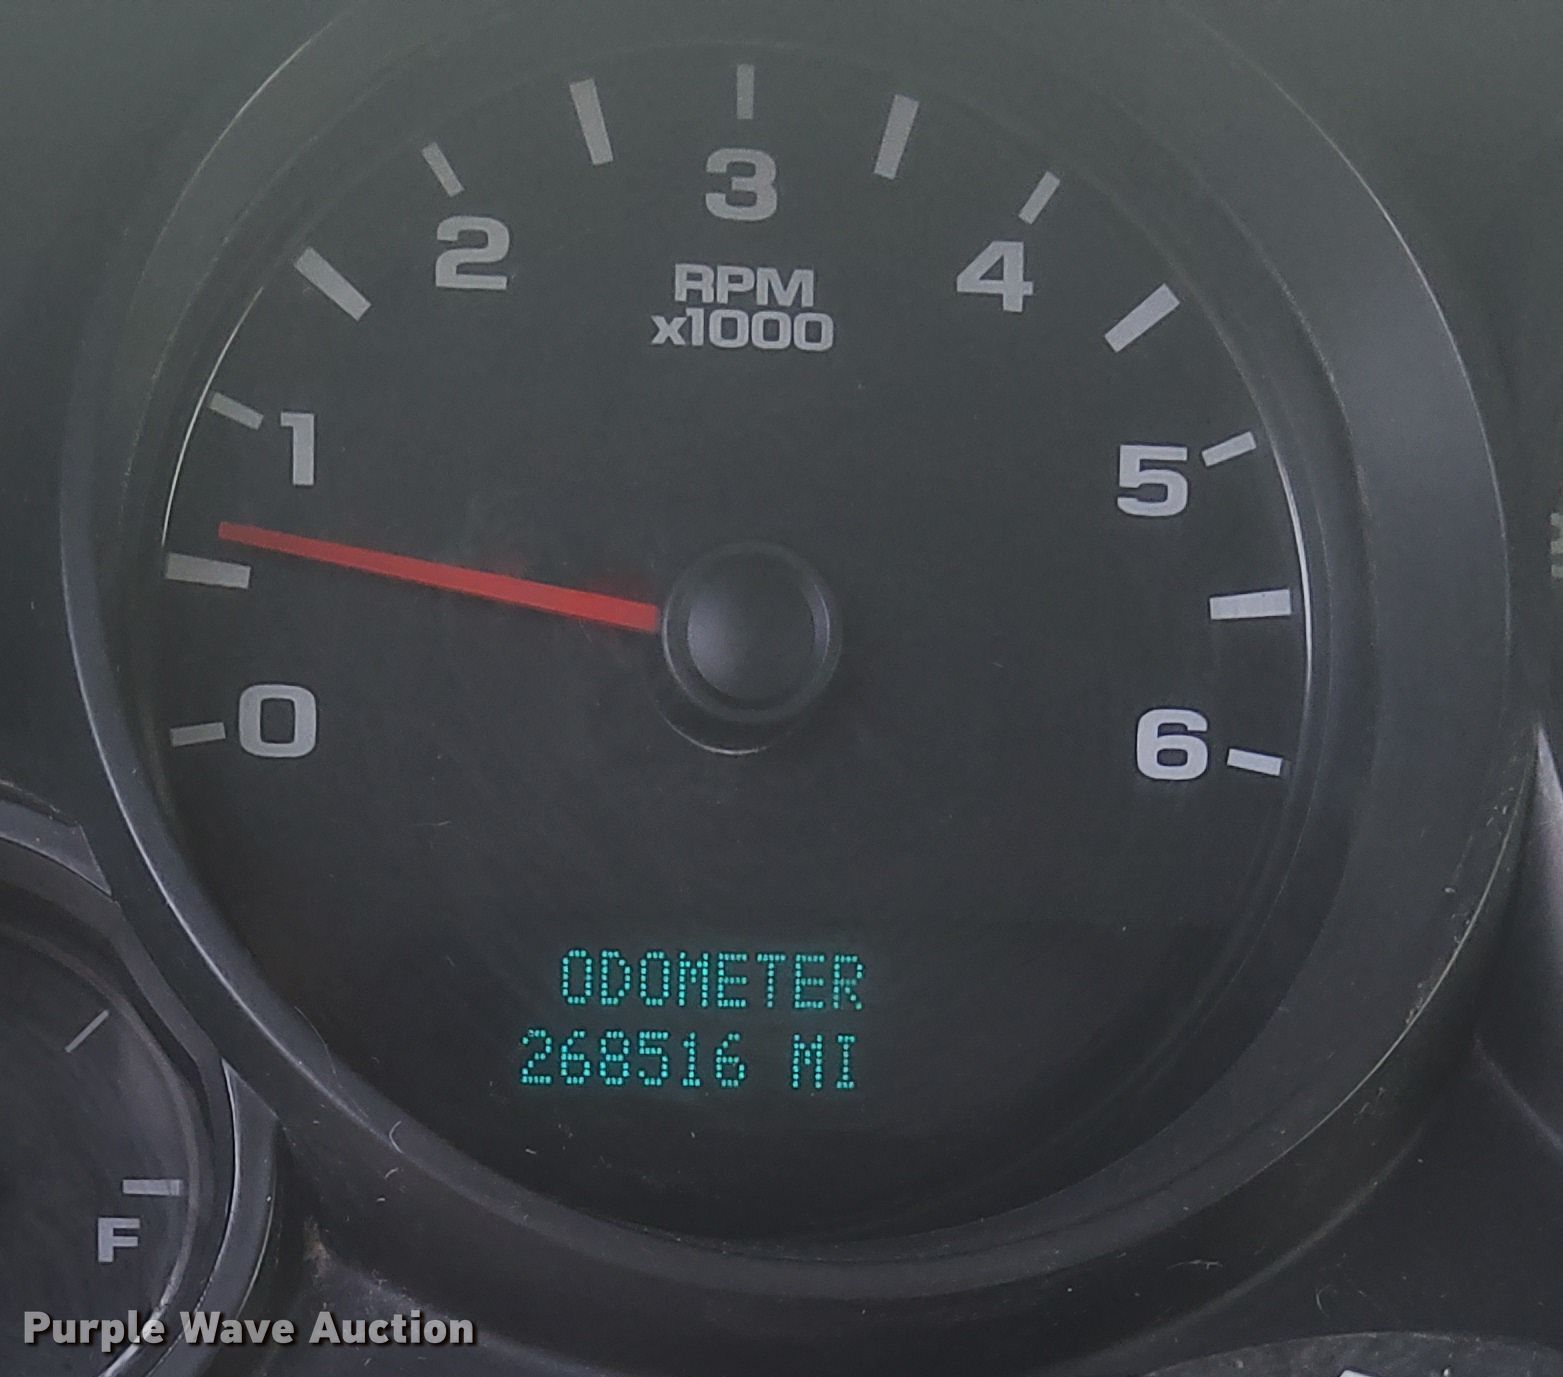 3
2
4
RPM
x1000
1
5
0
6
ODOMETER
268516 MI
F
Purple Wave Auction